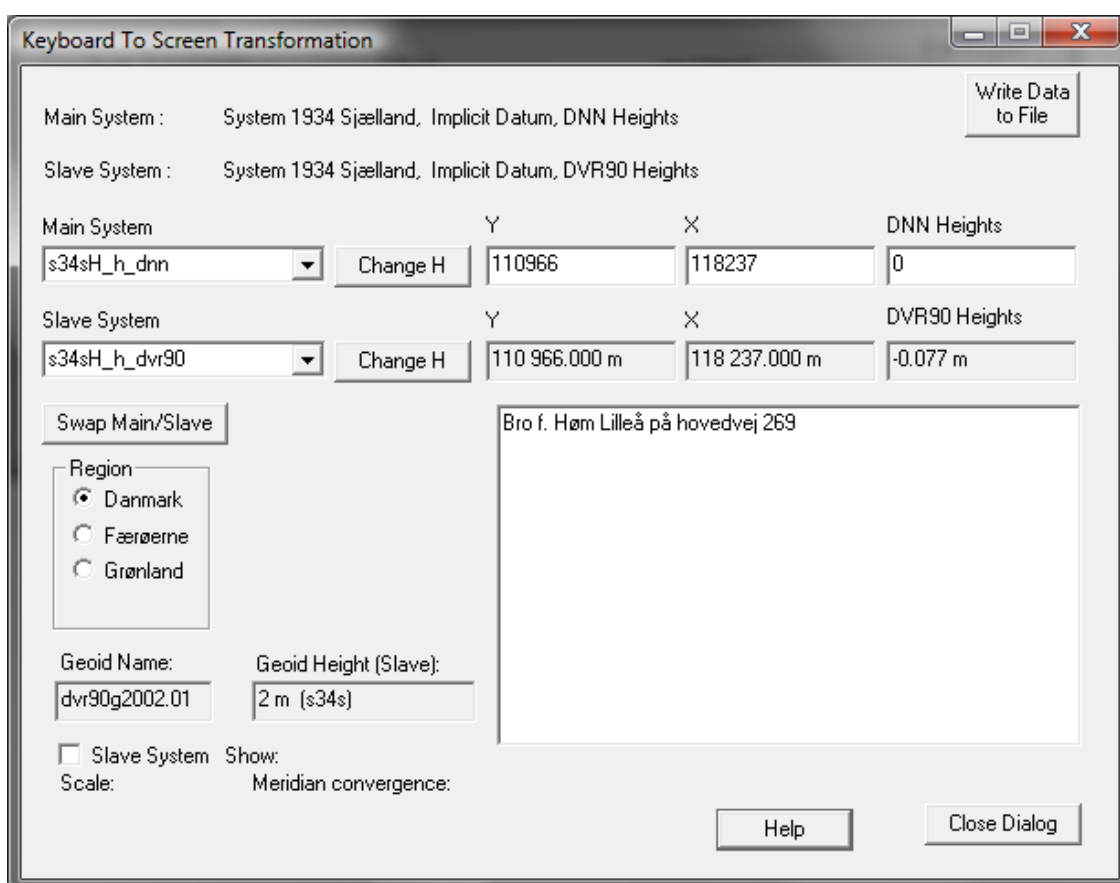 Keyboard To Screen Transformation
Write Data
to File
Main System : System 1934 Sjælland, Implicit Datum, DNN Heights
Slave System : System 1934 Sjælland, Implicit Datum, DVR90 Heights
Main System Y X DNN Heights
s34sH_h_dnn Change H 110966 118237 0
Slave System Y X DVR90 Heights
s34sH_h_dvr90 Change H 110 966.000 m 118 237.000 m -0.077 m
Swap Main/Slave
Bro f. Høm Lilleå på hovedvej 269
Region
Danmark
Færøerne
Grønland
Geoid Name: Geoid Height (Slave):
dvr90g2002.01 2 m (s34s)
Slave System Show:
Scale: Meridian convergence:
Help Close Dialog